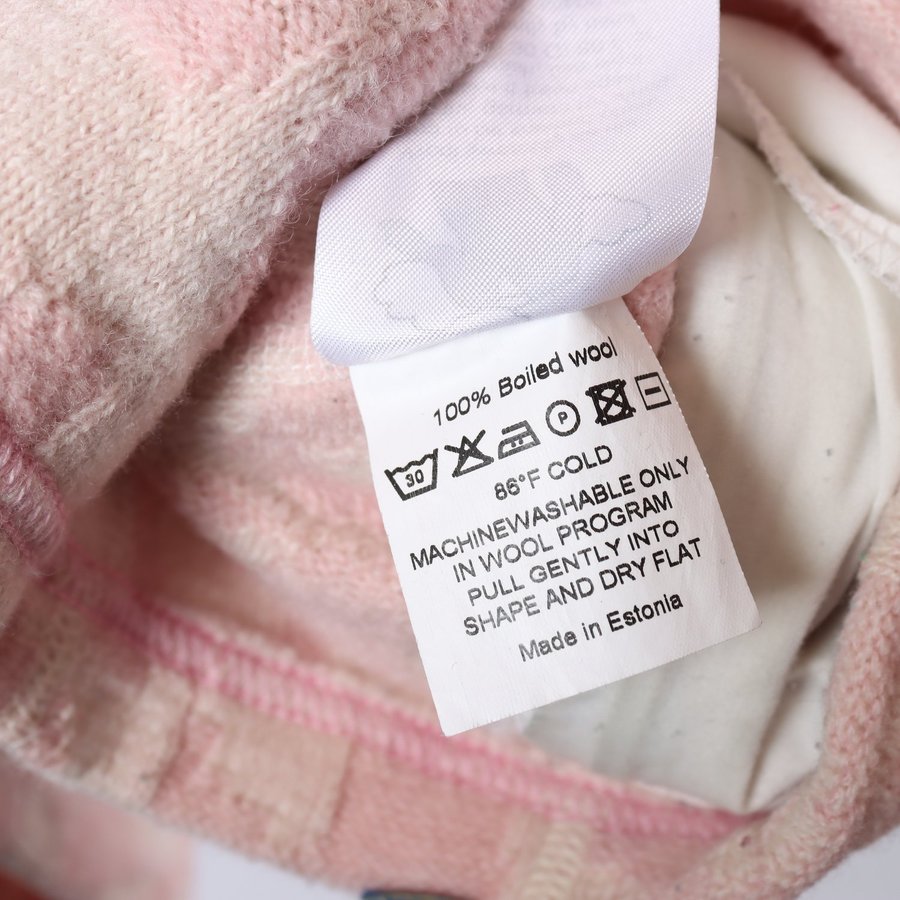 100% Boiled wool
30 P
86°F COLD
MACHINEWASHABLE ONLY
IN WOOL PROGRAM
PULL GENTLY INTO
SHAPE AND DRY FLAT
Made in Estonia